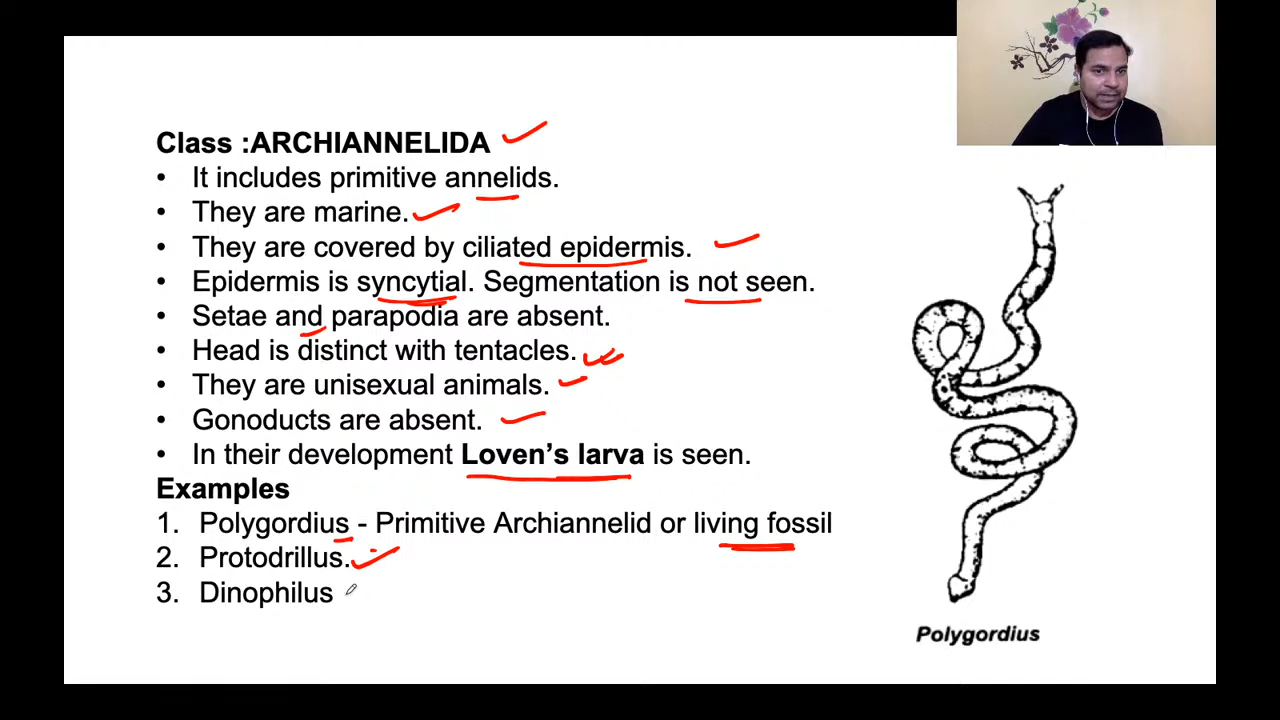 Class :ARCHIANNELIDA
• It includes primitive annelids.
• They are marine.
• They are covered by ciliated epidermis.
• Epidermis is syncytial. Segmentation is not seen.
• Setae and parapodia are absent.
• Head is distinct with tentacles.
• They are unisexual animals.
• Gonoducts are absent.
• In their development Loven’s larva is seen.
Examples
1. Polygordius - Primitive Archiannelid or living fossil
2. Protodrillus.
3. Dinophilus
Polygordius